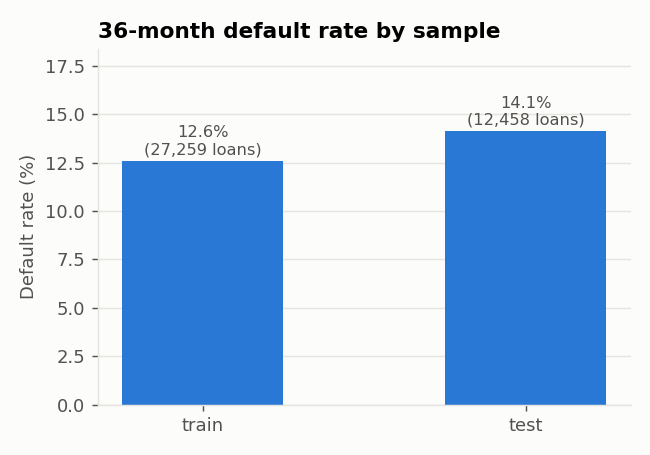 36-month default rate by sample
Default rate (%)
17.5
15.0
12.5
10.0
7.5
5.0
2.5
0.0
12.6%
(27,259 loans)
14.1%
(12,458 loans)
train
test